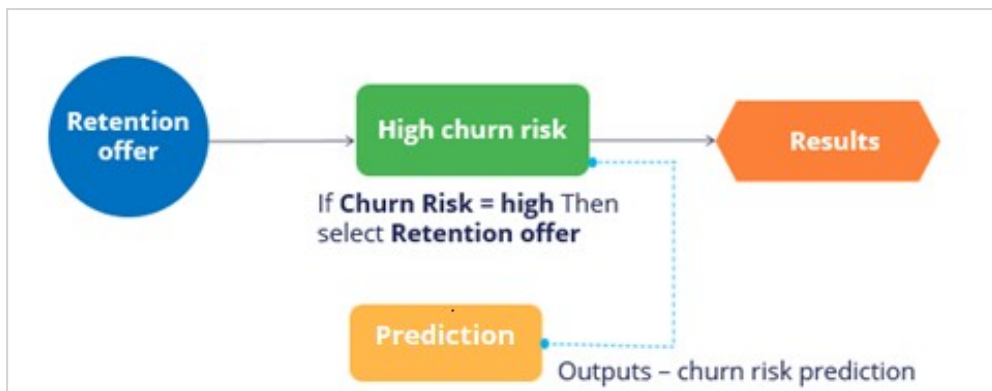 Retention
offer
High churn risk
Results
If Churn Risk = high Then
select Retention offer
Prediction
Outputs – churn risk prediction